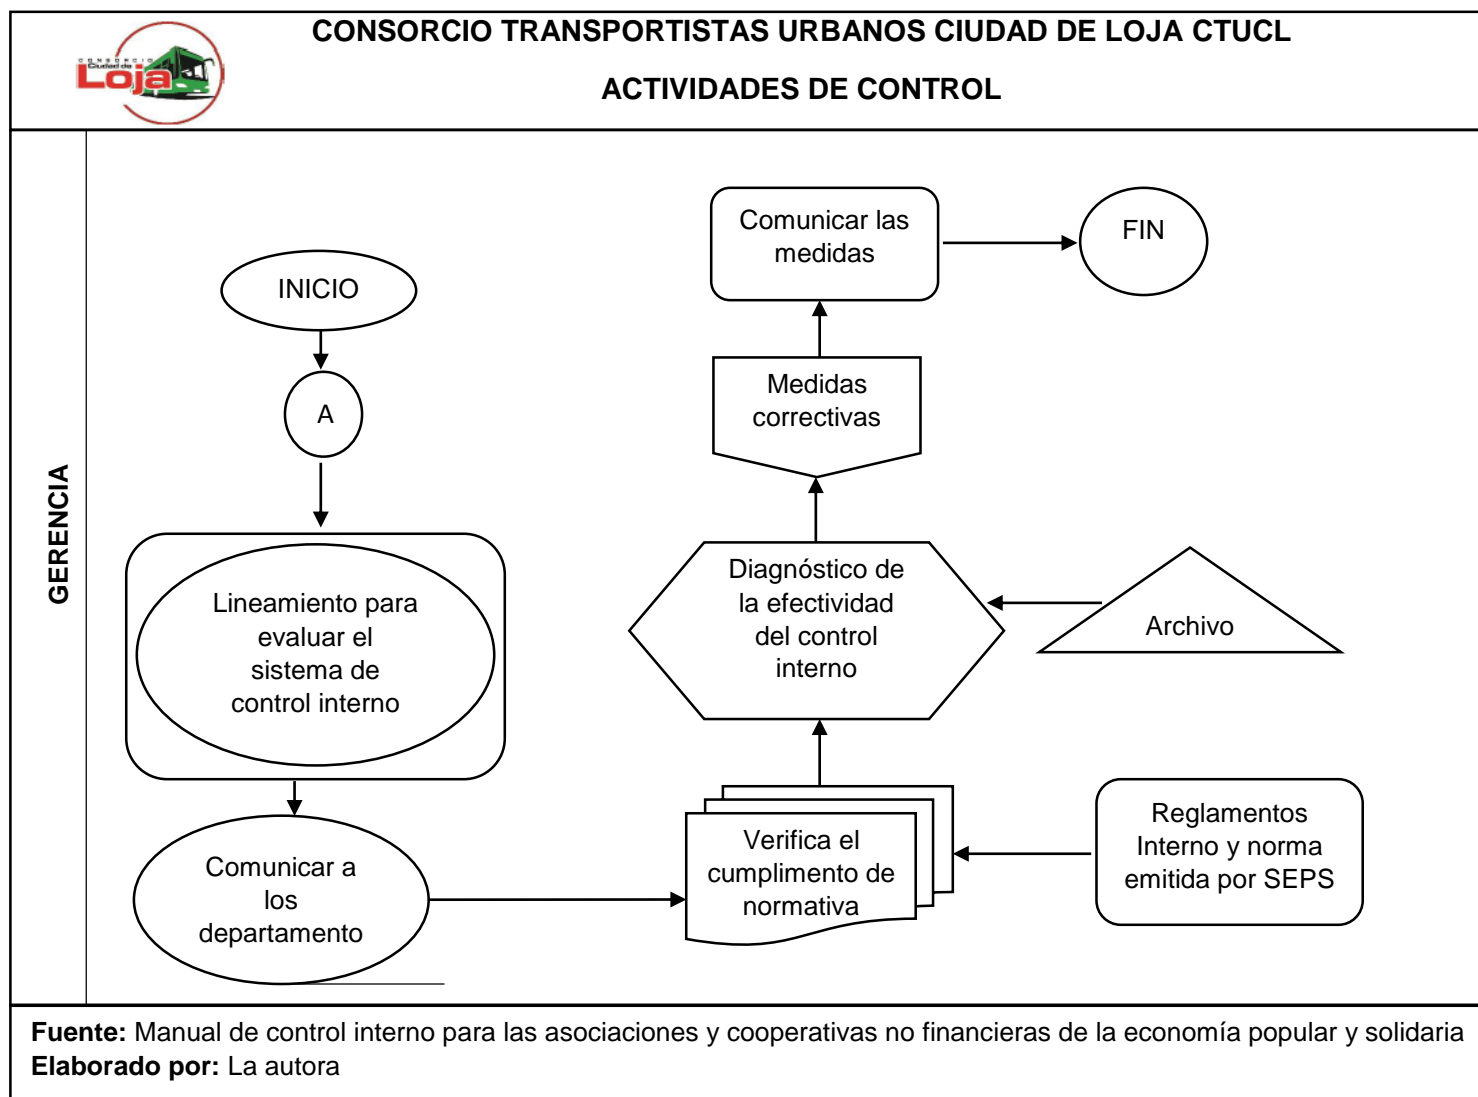 CONSORCIO TRANSPORTISTAS URBANOS CIUDAD DE LOJA CTUCL
ACTIVIDADES DE CONTROL
CONSORCIO
Ciudad de
Loja
GERENCIA
INICIO
A
Lineamiento para
evaluar el
sistema de
control interno
Comunicar a
los
departamento
Verifica el
cumplimento de
normativa
Reglamentos
Interno y norma
emitida por SEPS
Diagnóstico de
la efectividad
del control
interno
Archivo
Medidas
correctivas
Comunicar las
medidas
FIN
Fuente: Manual de control interno para las asociaciones y cooperativas no financieras de la economía popular y solidaria
Elaborado por: La autora